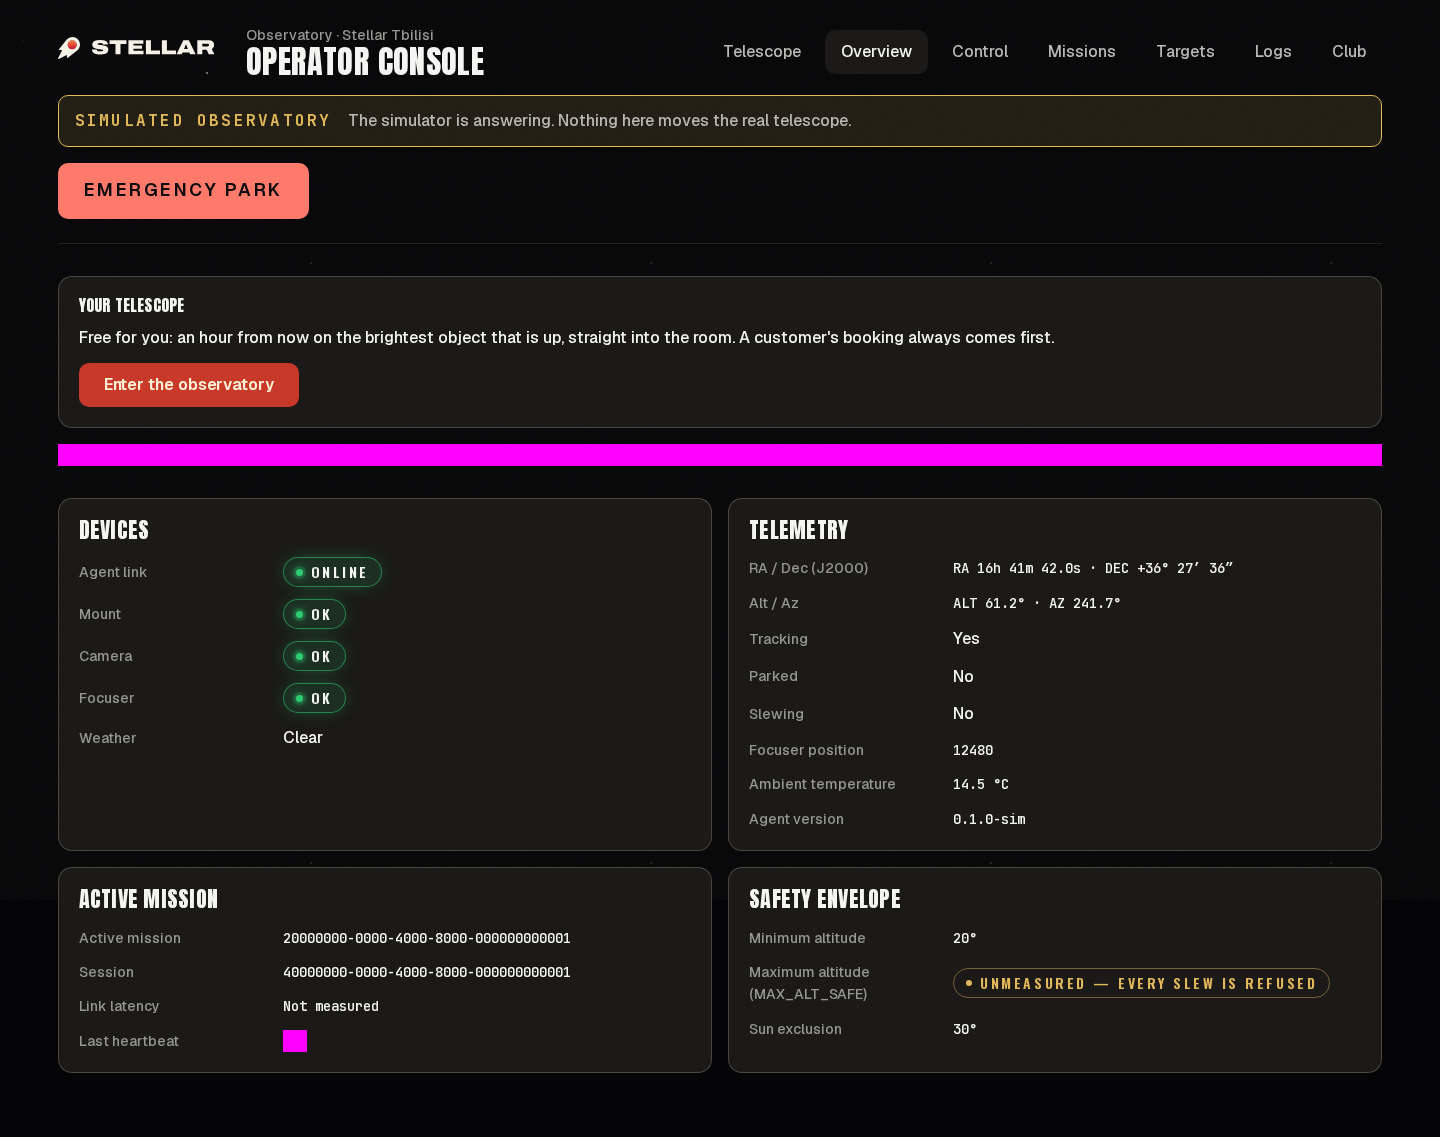 STELLAR
Observatory · Stellar Tbilisi
OPERATOR CONSOLE
Telescope
Overview
Control
Missions
Targets
Logs
Club
SIMULATED OBSERVATORY The simulator is answering. Nothing here moves the real telescope.
EMERGENCY PARK
YOUR TELESCOPE
Free for you: an hour from now on the brightest object that is up, straight into the room. A customer's booking always comes first.
Enter the observatory
DEVICES
Agent link ONLINE
Mount OK
Camera OK
Focuser OK
Weather Clear
TELEMETRY
RA / Dec (J2000) RA 16h 41m 42.0s · DEC +36° 27′ 36″
Alt / Az ALT 61.2° · AZ 241.7°
Tracking Yes
Parked No
Slewing No
Focuser position 12480
Ambient temperature 14.5 °C
Agent version 0.1.0-sim
ACTIVE MISSION
Active mission 20000000-0000-4000-8000-000000000001
Session 40000000-0000-4000-8000-000000000001
Link latency Not measured
Last heartbeat
SAFETY ENVELOPE
Minimum altitude 20°
Maximum altitude
(MAX_ALT_SAFE) UNMEASURED — EVERY SLEW IS REFUSED
Sun exclusion 30°